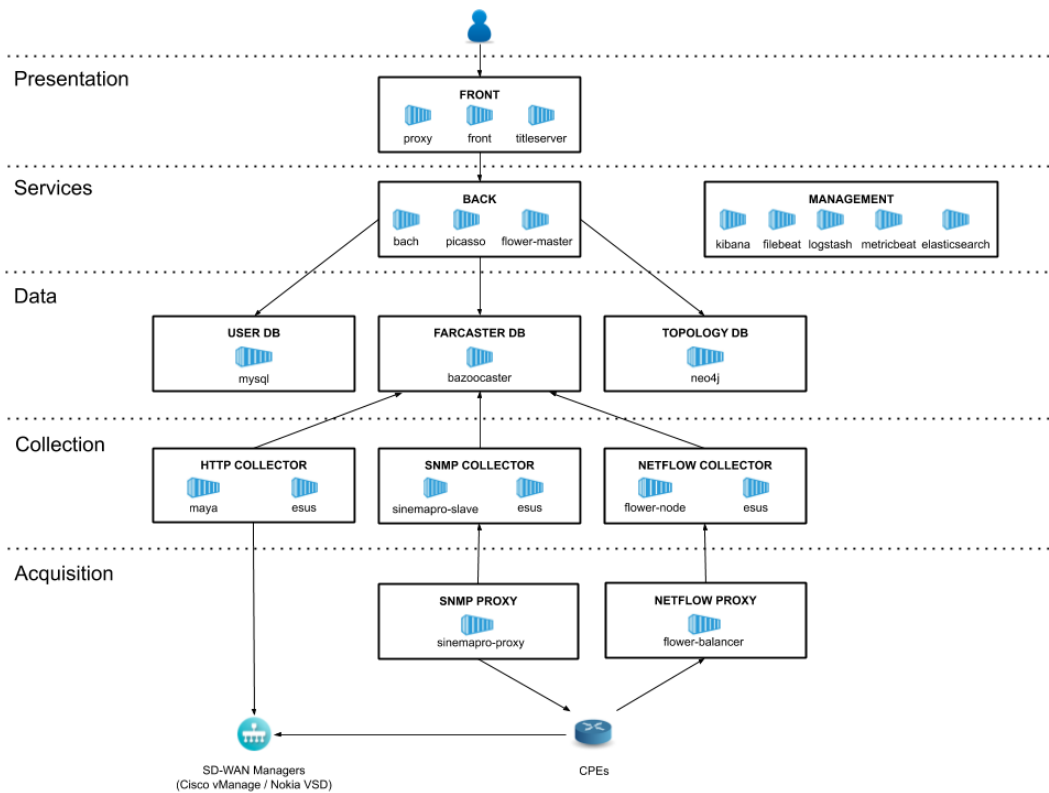 Presentation
FRONT
proxy front titleserver
Services
BACK
bach picasso flower-master
MANAGEMENT
kibana filebeat logstash metricbeat elasticsearch
Data
USER DB
mysql
FARCASTER DB
bazoocaster
TOPOLOGY DB
neo4j
Collection
HTTP COLLECTOR
maya esus
SNMP COLLECTOR
sinemapro-slave esus
NETFLOW COLLECTOR
flower-node esus
Acquisition
SNMP PROXY
sinemapro-proxy
NETFLOW PROXY
flower-balancer
SD-WAN Managers
(Cisco vManage / Nokia VSD)
CPEs